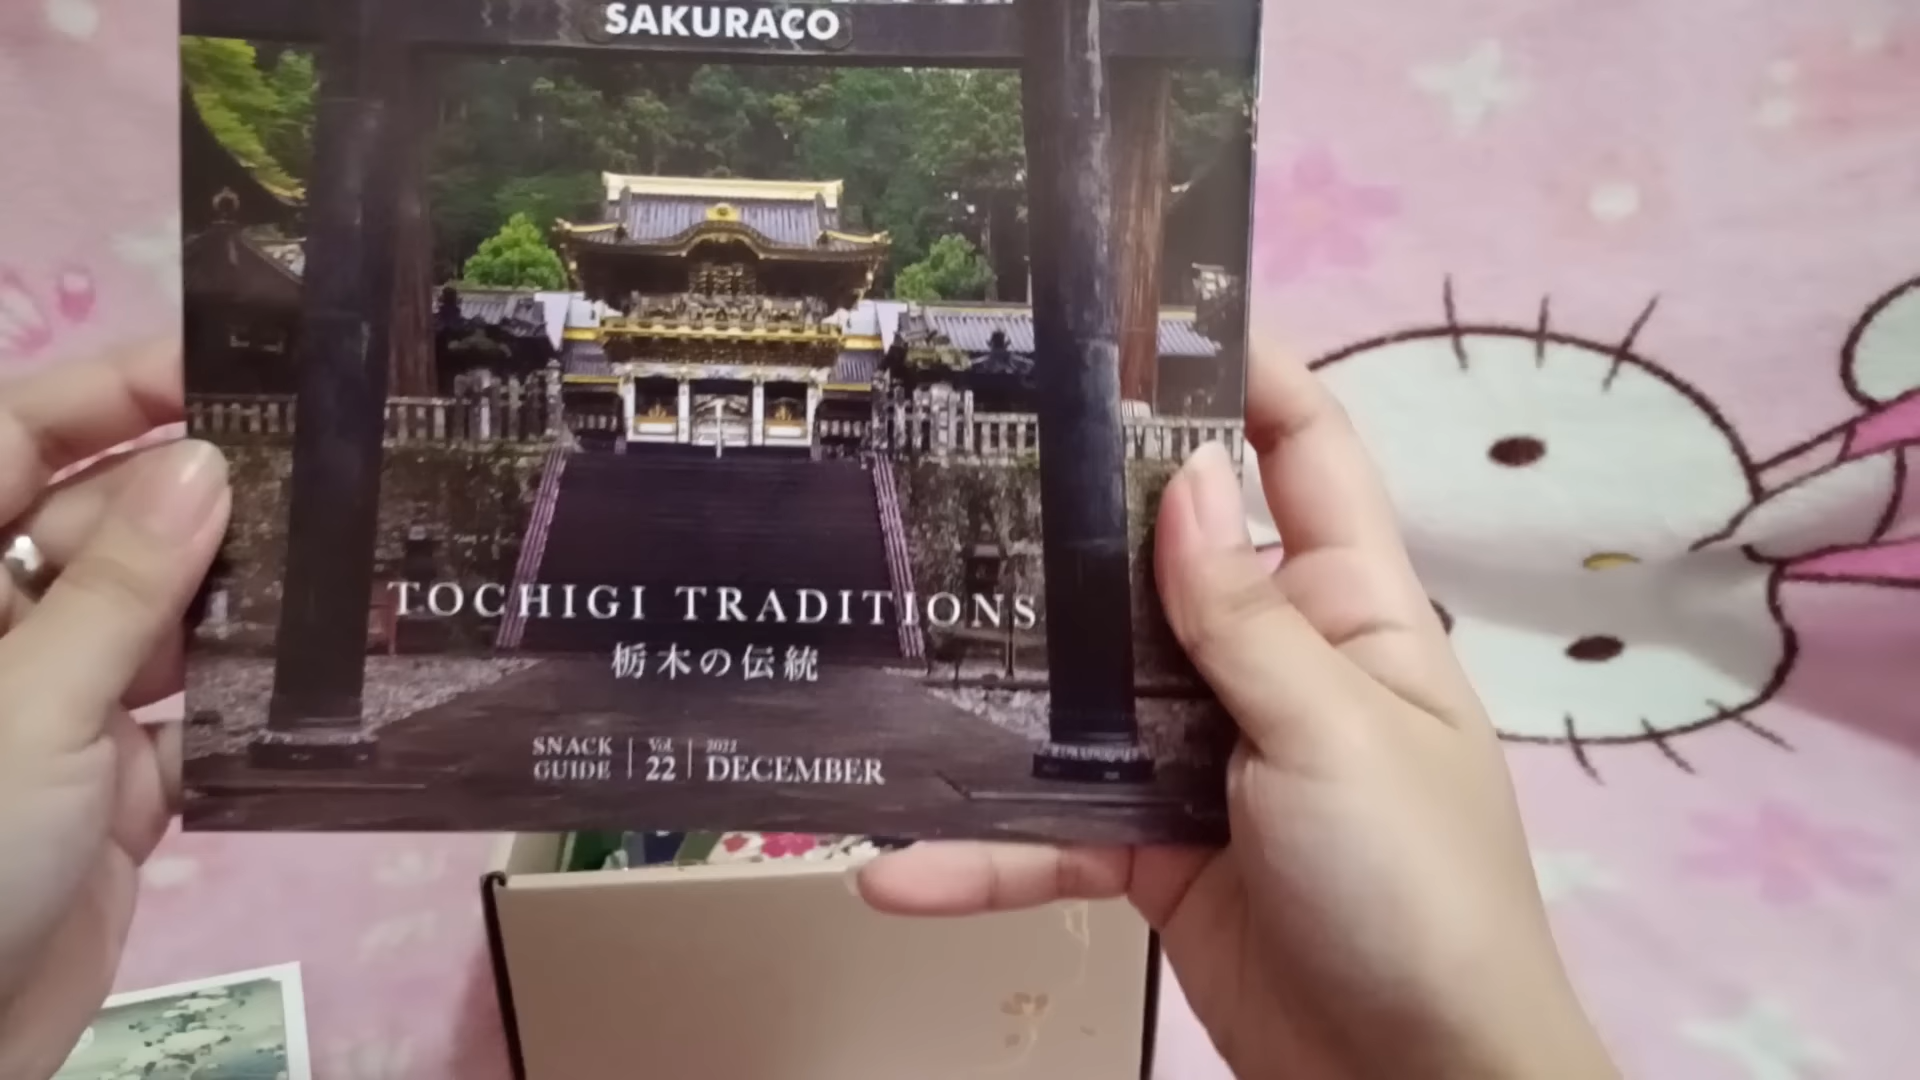 SAKURACO
TOCHIGI TRADITIONS
栃木の伝統
SNACK
GUIDE
Vol.
22
2022
DECEMBER